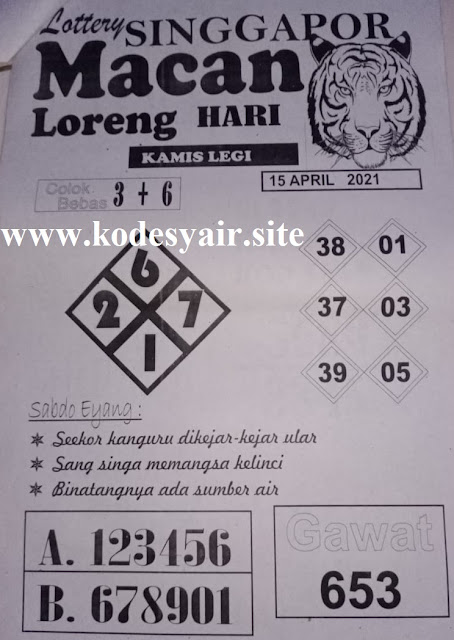 Lottery SINGGAPOR
Macan
Loreng HARI
KAMIS LEGI
15 APRIL 2021
Colok Bebas 3 + 6
www.kodesyair.site
6
2 7
1
38 01
37 03
39 05
Sabdo Eyang :
✴ Seekor kanguru dikejar-kejar ular
✴ Sang singa memangsa kelinci
✴ Binatangnya ada sumber air
A. 123456
B. 678901
Gawat
653